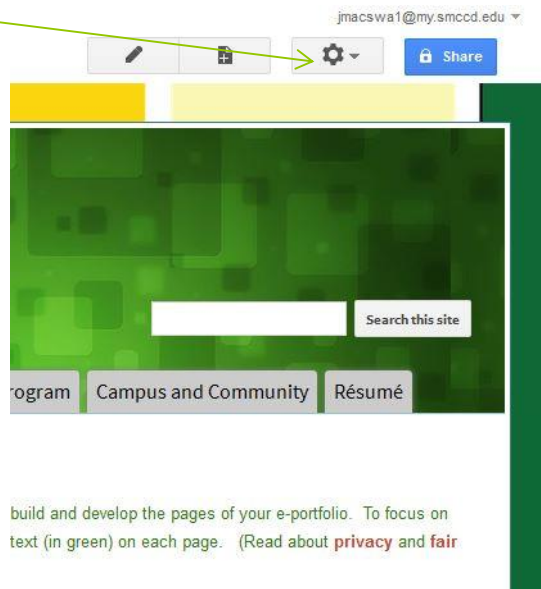 jmacswa1@my.smccd.edu
Share
Search this site
rogram Campus and Community Résumé
build and develop the pages of your e-portfolio. To focus on
text (in green) on each page. (Read about privacy and fair